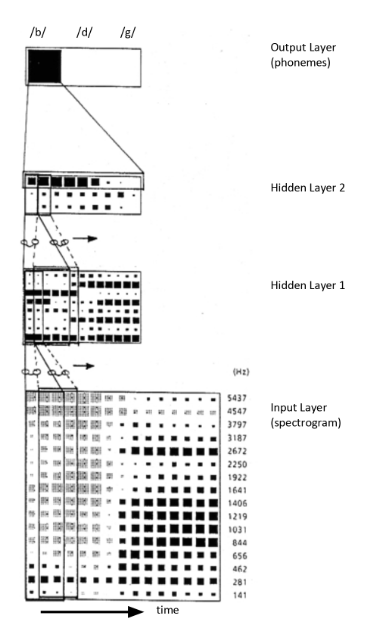 /b/ /d/ /g/
Output Layer
(phonemes)
Hidden Layer 2
Hidden Layer 1
(Hz)
5437
4547
Input Layer
(spectrogram)
3797
3187
2672
2250
1922
1641
1406
1219
1031
844
656
462
281
141
time